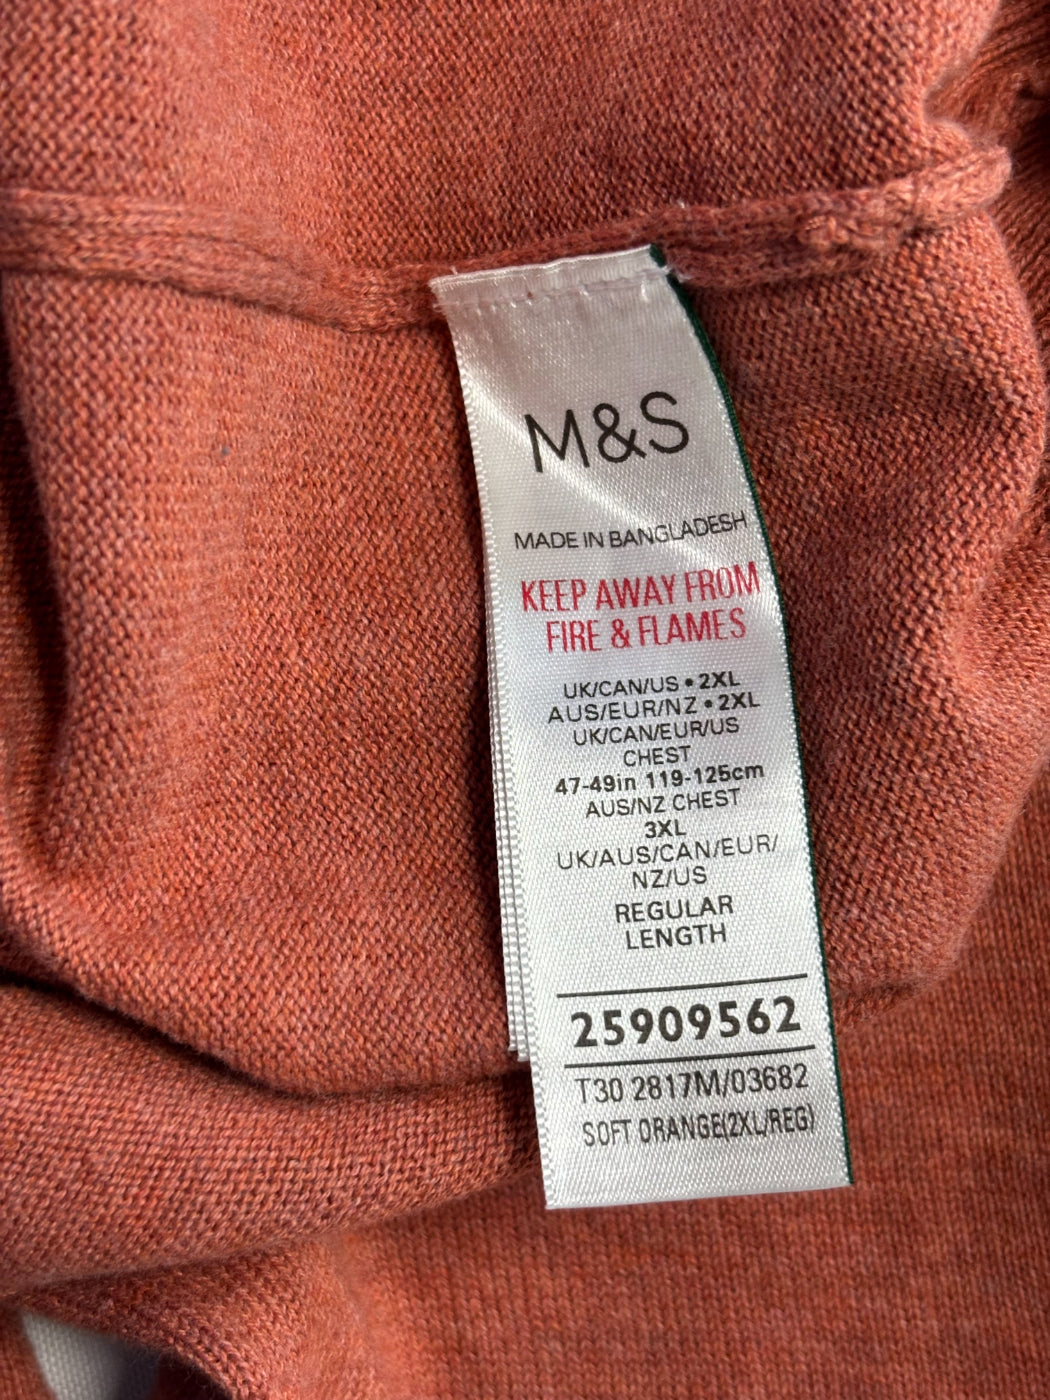 M&S
MADE IN BANGLADESH
KEEP AWAY FROM
FIRE & FLAMES
UK/CAN/US • 2XL
AUS/EUR/NZ • 2XL
UK/CAN/EUR/US
CHEST
47-49in 119-125cm
AUS/NZ CHEST
3XL
UK/AUS/CAN/EUR/
NZ/US
REGULAR
LENGTH
25909562
T30 2817M/03682
SOFT ORANGE(2XL/REG)